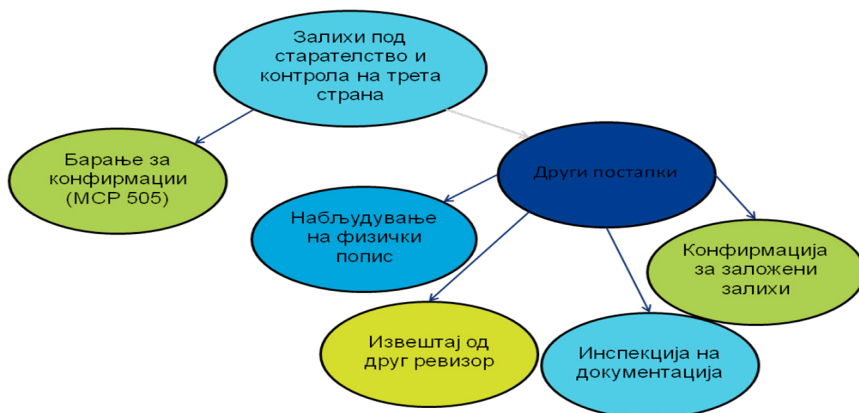 Залихи под
старателство и
контрола на трета
страна
Барање за
конфирмации
(МСР 505)
Други постапки
Набљудување
на физички
попис
Конфирмација
за заложени
залихи
Извештај од
друг ревизор
Инспекција на
документација